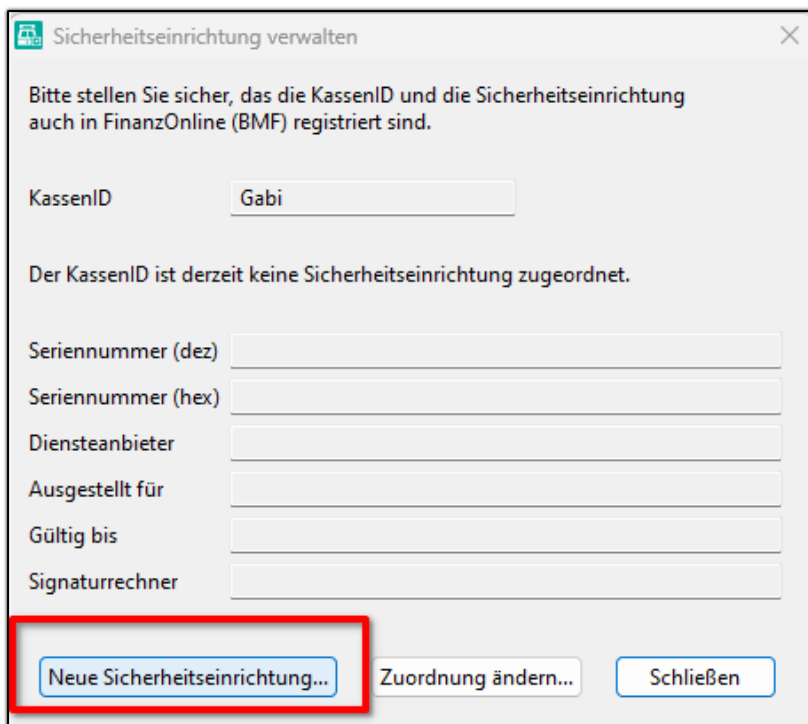 Sicherheitseinrichtung verwalten
Bitte stellen Sie sicher, das die KassenID und die Sicherheitseinrichtung
auch in FinanzOnline (BMF) registriert sind.
KassenID Gabi
Der KassenID ist derzeit keine Sicherheitseinrichtung zugeordnet.
Seriennummer (dez)
Seriennummer (hex)
Diensteanbieter
Ausgestellt für
Gültig bis
Signaturrechner
Neue Sicherheitseinrichtung... Zuordnung ändern... Schließen